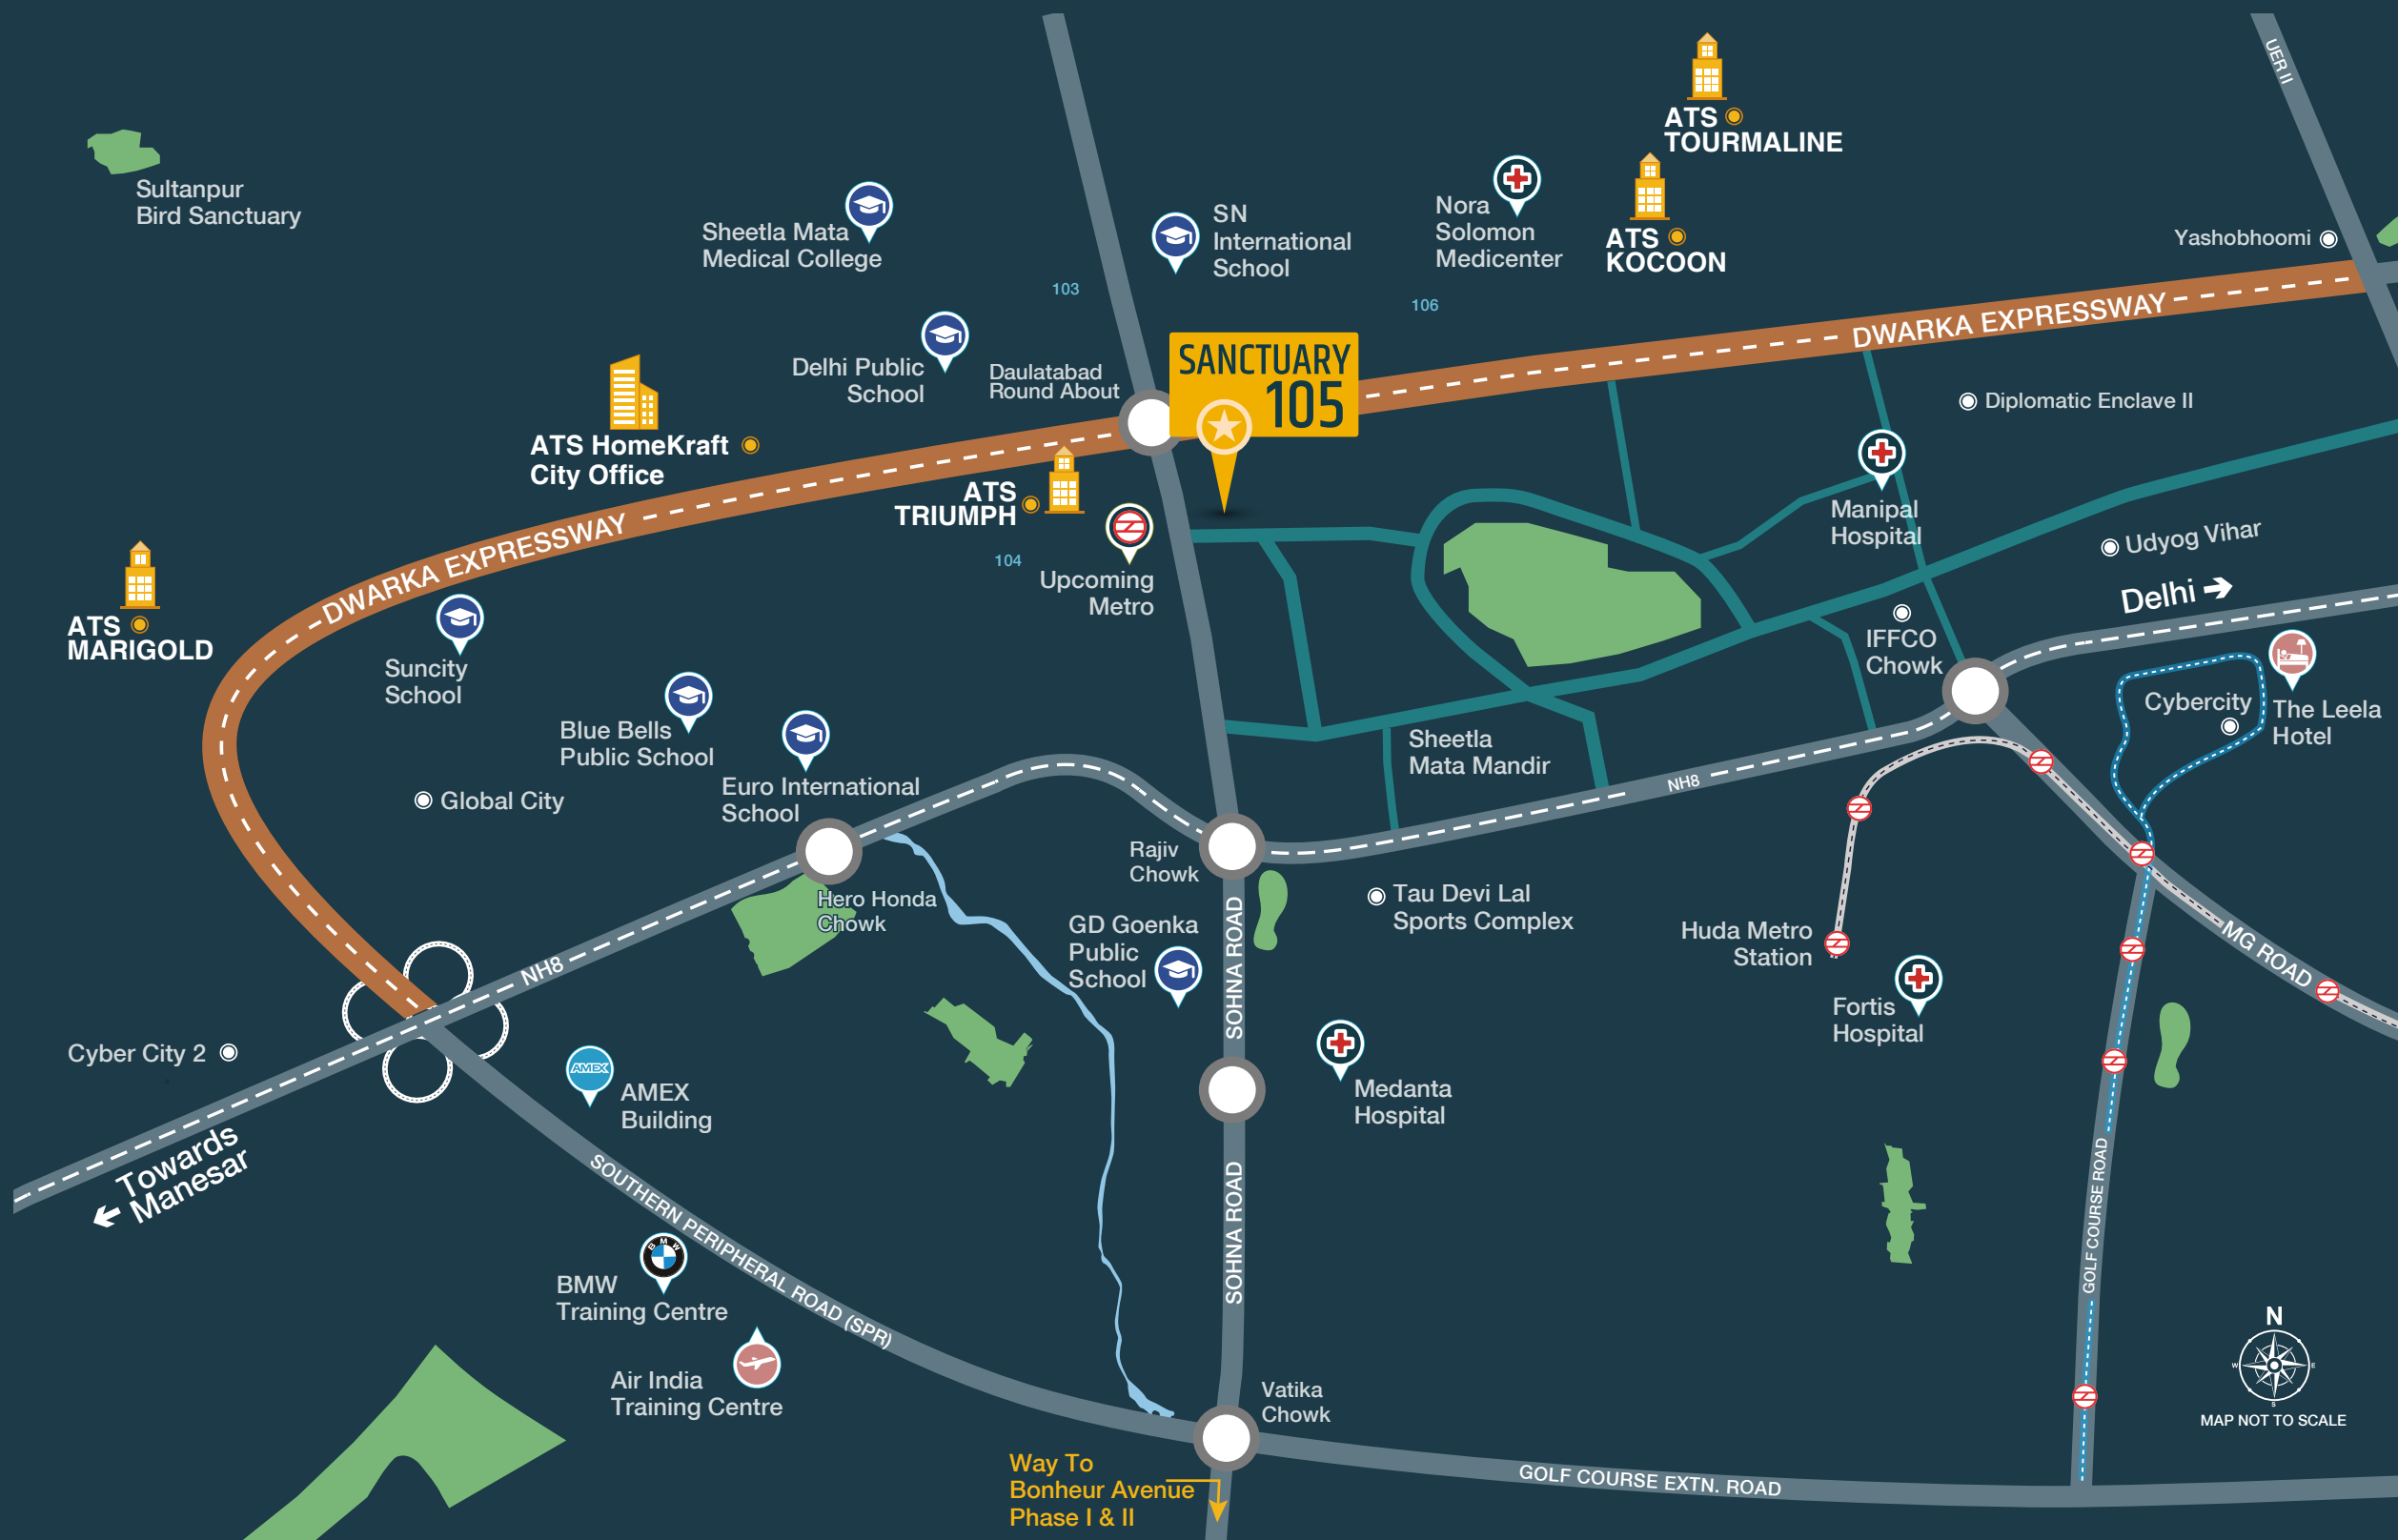 UER II
ATS
TOURMALINE
Sultanpur
Bird Sanctuary
Sheetla Mata
Medical College
SN
International
School
Nora
Solomon
Medicenter
ATS
KOCOON
Yashobhoomi
103
106
DWARKA EXPRESSWAY
SANCTUARY
105
Delhi Public
School
Daulatabad
Round About
Diplomatic Enclave II
ATS HomeKraft
City Office
ATS
TRIUMPH
Manipal
Hospital
DWARKA EXPRESSWAY
104
Upcoming
Metro
Udyog Vihar
Delhi
ATS
MARIGOLD
IFFCO
Chowk
Suncity
School
Cybercity
The Leela
Hotel
Blue Bells
Public School
Sheetla
Mata Mandir
Euro International
School
NH8
Global City
Rajiv
Chowk
Hero Honda
Chowk
Tau Devi Lal
Sports Complex
GD Goenka
Public
School
SOHNA ROAD
Huda Metro
Station
MG ROAD
NH8
Fortis
Hospital
Cyber City 2
AMEX
AMEX
Building
Medanta
Hospital
Towards
Manesar
SOUTHERN PERIPHERAL ROAD (SPR)
SOHNA ROAD
GOLF COURSE ROAD
BMW
BMW
Training Centre
Air India
Training Centre
N
W
E
S
MAP NOT TO SCALE
Vatika
Chowk
Way To
Bonheur Avenue
Phase I & II
GOLF COURSE EXTN. ROAD